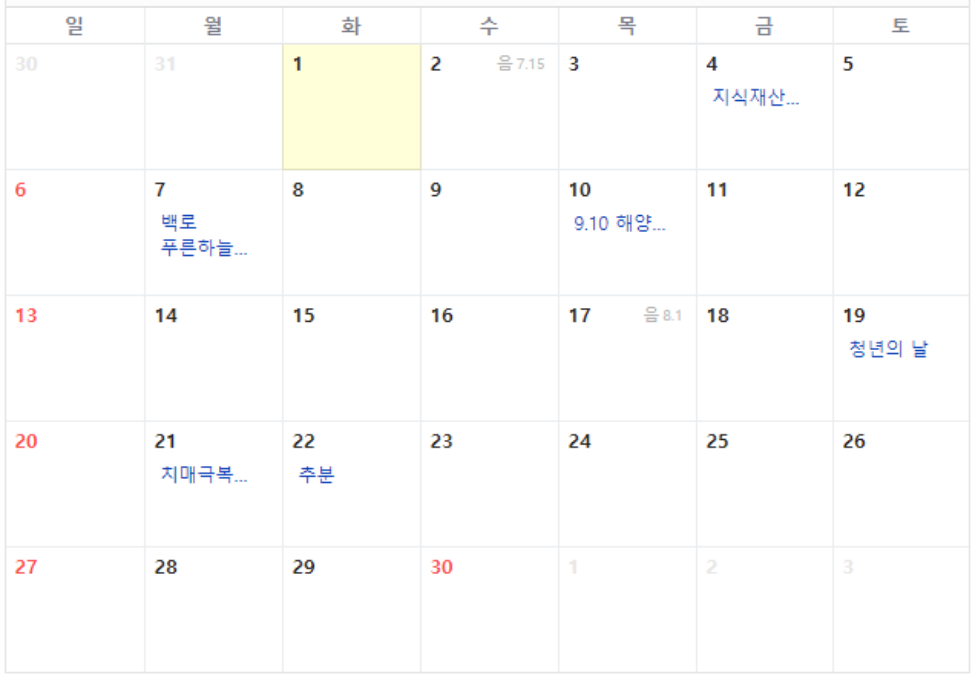 일 월 화 수 목 금 토
30 31 1 2 음 7.15 3 4 5
지식재산...
6 7 8 9 10 11 12
백로 9.10 해양...
푸른하늘...
13 14 15 16 17 음 8.1 18 19
청년의 날
20 21 22 23 24 25 26
치매극복... 추분
27 28 29 30 1 2 3